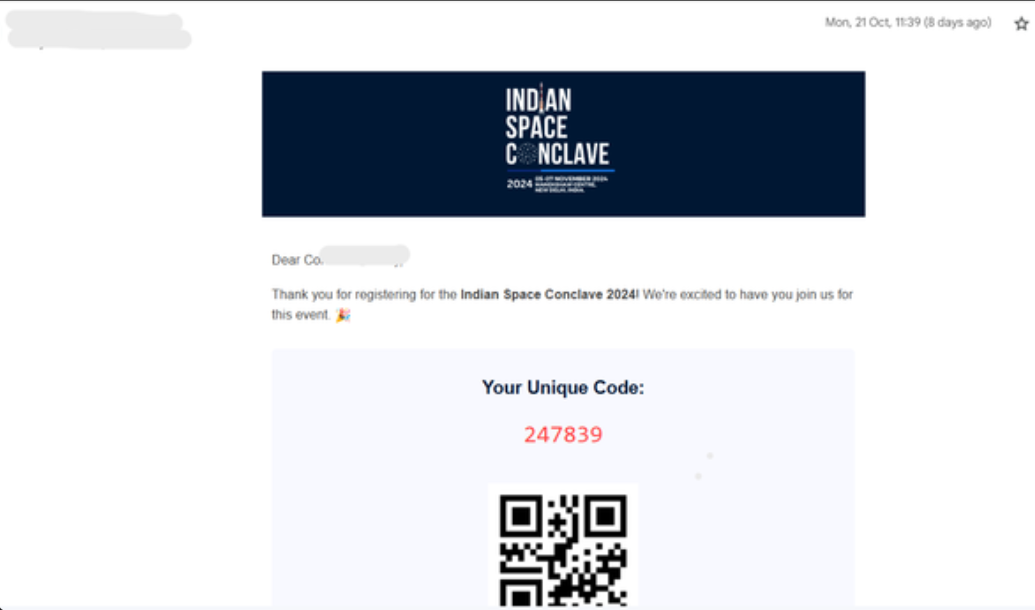 Mon, 21 Oct, 11:39 (8 days ago)
INDIAN
SPACE
CONCLAVE
2024
05-07 NOVEMBER 2024
MANEKSHAW CENTRE,
NEW DELHI, INDIA.
Dear Co
Thank you for registering for the Indian Space Conclave 2024! We're excited to have you join us for
this event. 🎉
Your Unique Code:
247839